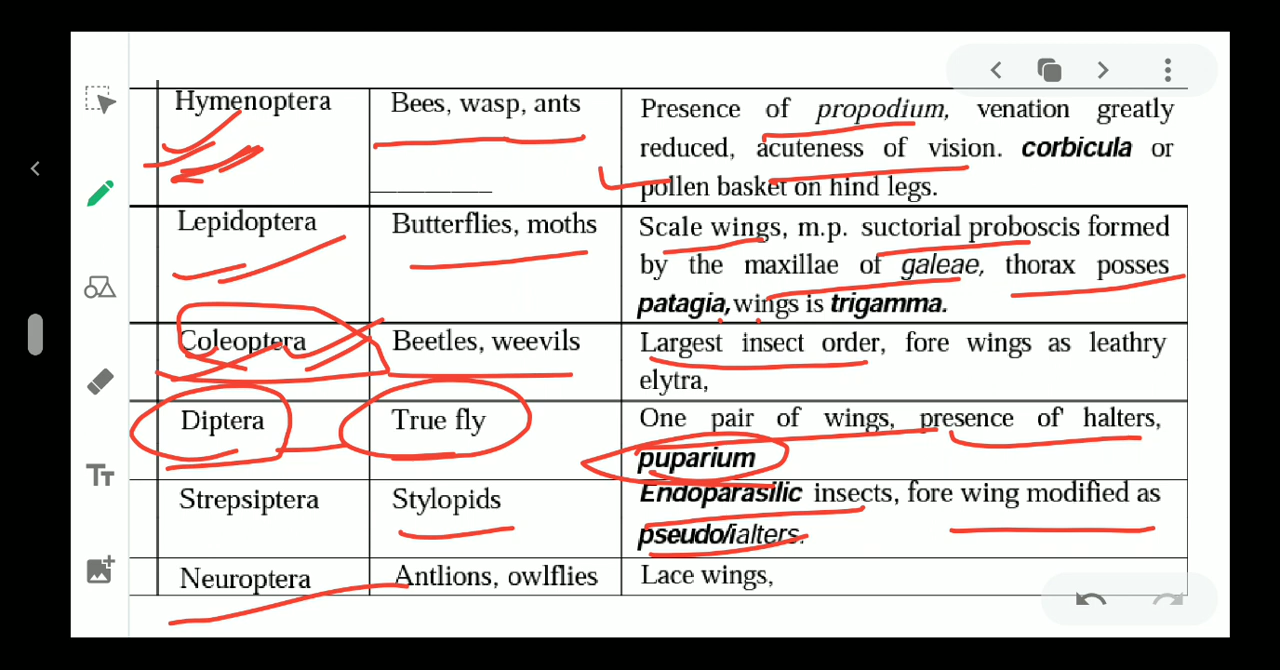 Hymenoptera Bees, wasp, ants Presence of propodium, venation greatly
reduced, acuteness of vision. corbicula or
pollen basket on hind legs.
Lepidoptera Butterflies, moths Scale wings, m.p. suctorial proboscis formed
by the maxillae of galeae, thorax posses
patagia, wings is trigamma.
Coleoptera Beetles, weevils Largest insect order, fore wings as leathry
elytra,
Diptera True fly One pair of wings, presence of' halters,
puparium
Strepsiptera Stylopids Endoparasilic insects, fore wing modified as
pseudo/ialters.
Neuroptera Antlions, owlflies Lace wings,
Tт